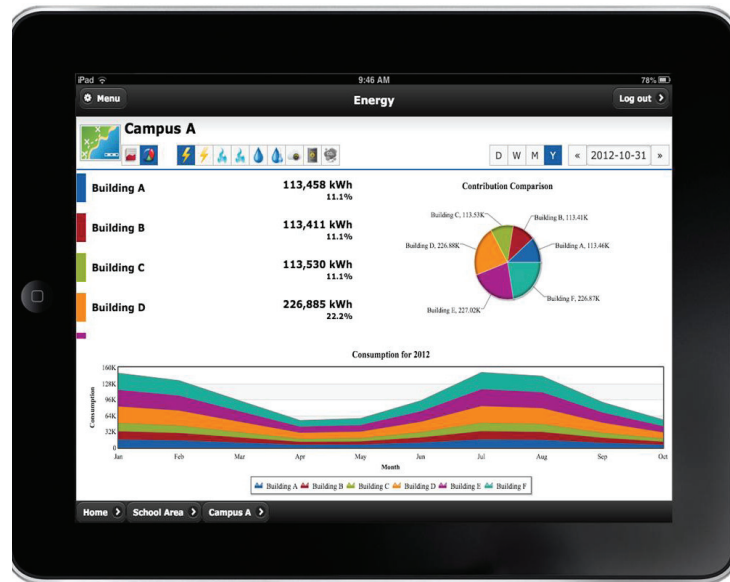 iPad 9:46 AM 78%
Menu Energy Log out
Campus A
D W M Y « 2012-10-31 »
Building A 113,458 kWh
11.1%
Building B 113,411 kWh
11.1%
Building C 113,530 kWh
11.1%
Building D 226,885 kWh
22.2%
Contribution Comparison
Building C, 113.53K
Building B, 113.41K
Building D, 226.88K
Building A, 113.46K
Building E, 227.02K
Building F, 226.87K
Consumption for 2012
Consumption
160K
128K
96K
64K
32K
0
Jan Feb Mar Apr May Jun Jul Aug Sep Oct
Month
Building A Building B Building C Building D Building E Building F
Home School Area Campus A